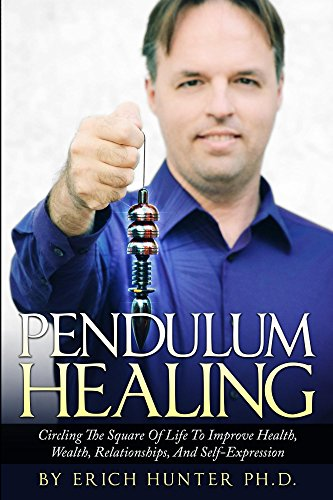 PENDULUM
HEALING
Circling The Square Of Life To Improve Health,
Wealth, Relationships, And Self-Expression
BY ERICH HUNTER PH.D.